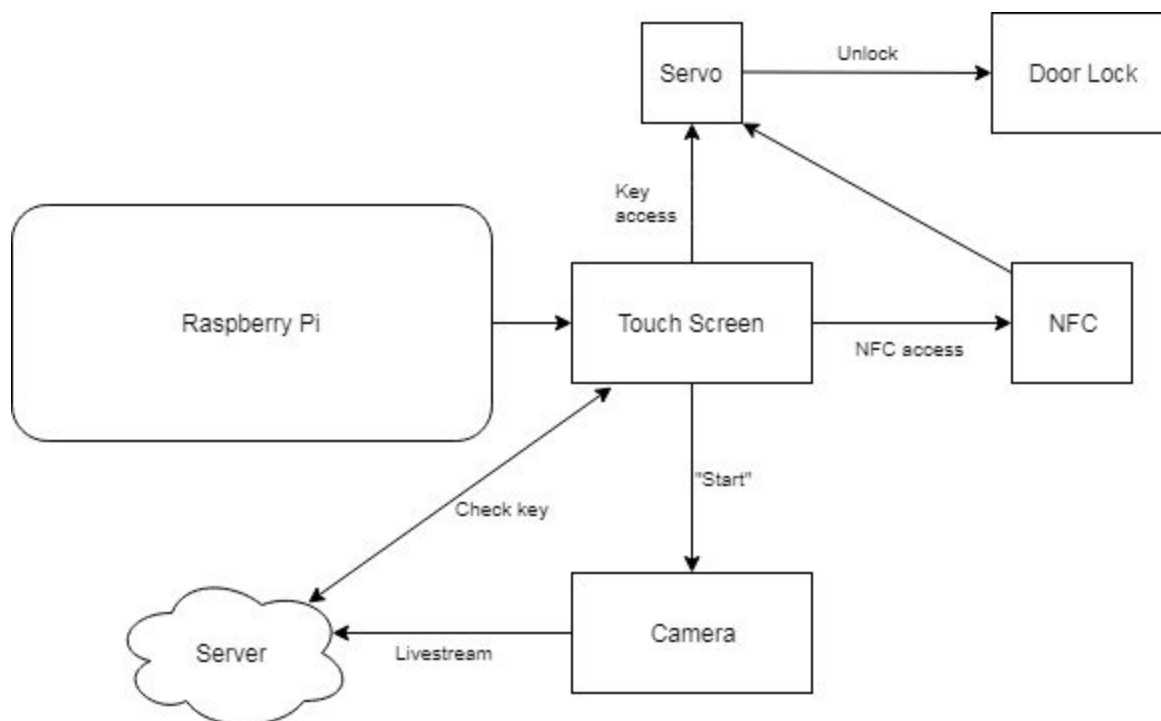 Servo
Unlock
Door Lock
Key
access
Raspberry Pi
Touch Screen
NFC access
NFC
"Start"
Check key
Server
Livestream
Camera